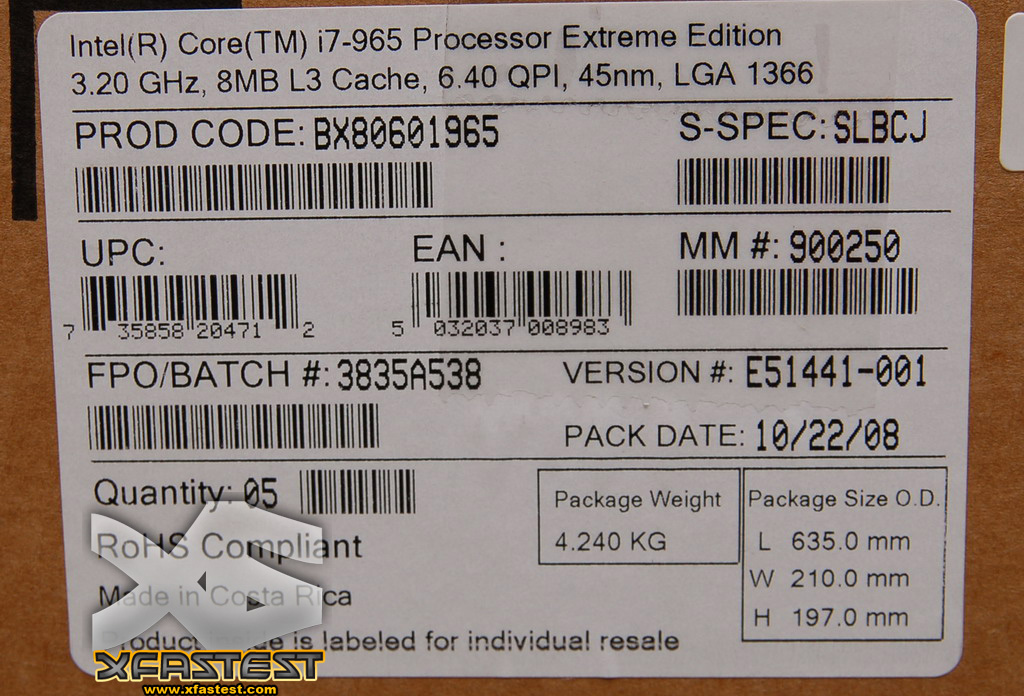 Intel(R) Core(TM) i7-965 Processor Extreme Edition
3.20 GHz, 8MB L3 Cache, 6.40 QPI, 45nm, LGA 1366
PROD CODE: BX80601965 S-SPEC: SLBCJ
UPC: EAN : MM #: 900250
7 35858 20471 2 5 032037 008983
FPO/BATCH #: 3835A538 VERSION #: E51441-001
PACK DATE: 10/22/08
Quantity: 05
Package Weight
4.240 KG
Package Size O.D.
L 635.0 mm
W 210.0 mm
H 197.0 mm
RoHS Compliant
Made in Costa Rica
Product inside is labeled for individual resale
XFASTEST
www.xfastest.com